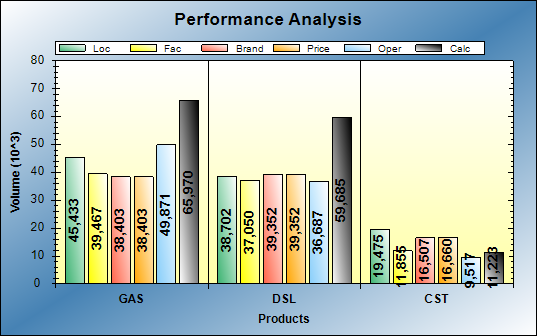 Performance Analysis
Loc Fac Brand Price Oper Calc
Volume (10^3)
80
70
60
50
40
30
20
10
0
45,433 39,467 38,403 38,403 49,871 65,970
38,702 37,050 39,352 39,352 36,687 59,685
19,475 11,855 16,507 16,660 9,517 11,223
GAS DSL CST
Products